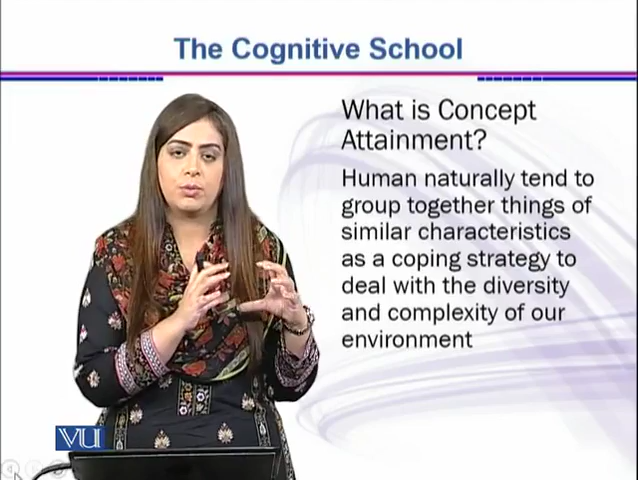 The Cognitive School
What is Concept
Attainment?
Human naturally tend to
group together things of
similar characteristics
as a coping strategy to
deal with the diversity
and complexity of our
environment
VU